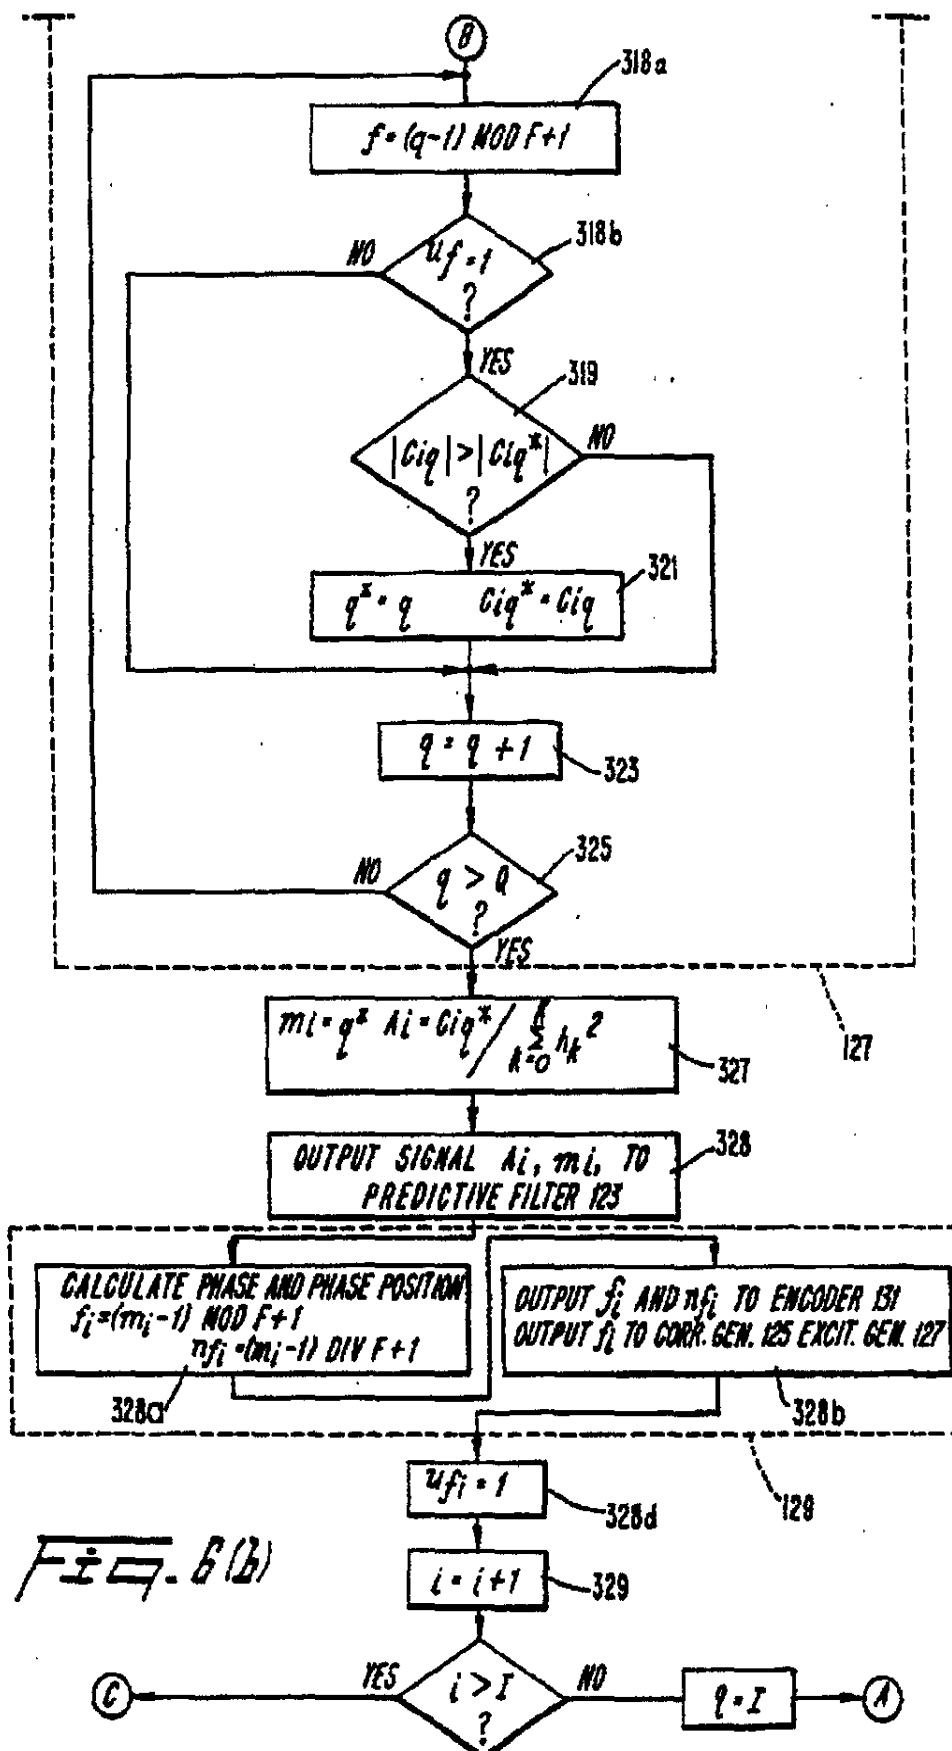 B
318a
f = (q-1) MOD F+1
318b
NO
uf = 1
?
YES
319
|Ciq| > |Ciq*|
NO
?
YES
321
q* = q Ciq* = Ciq
q = q + 1
323
325
NO
q > Q
?
YES
127
mi = q* Ai = Ciq* / K Σ k=0 hk 2
327
328
OUTPUT SIGNAL Ai, mi, TO
PREDICTIVE FILTER 123
CALCULATE PHASE AND PHASE POSITION
fi = (mi-1) MOD F+1
nfi = (mi-1) DIV F+1
328a
OUTPUT fi AND nfi TO ENCODER 131
OUTPUT fi TO CORR. GEN. 125 EXCIT. GEN. 127
328b
129
ufi = 1
328d
Fig. 6(b)
i = i+1
329
C
YES
i > I
?
NO
q = I
A